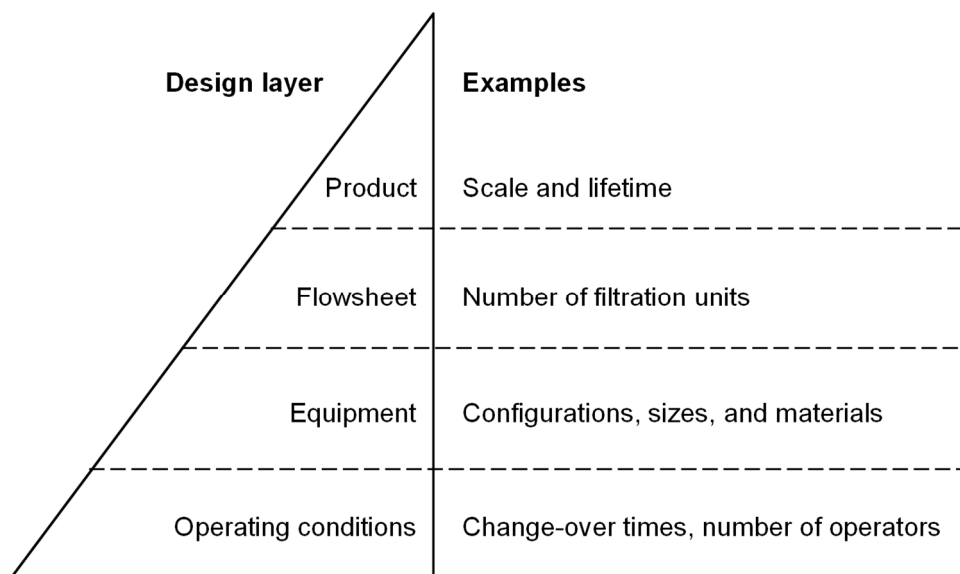 Design layer Examples
Product Scale and lifetime
Flowsheet Number of filtration units
Equipment Configurations, sizes, and materials
Operating conditions Change-over times, number of operators